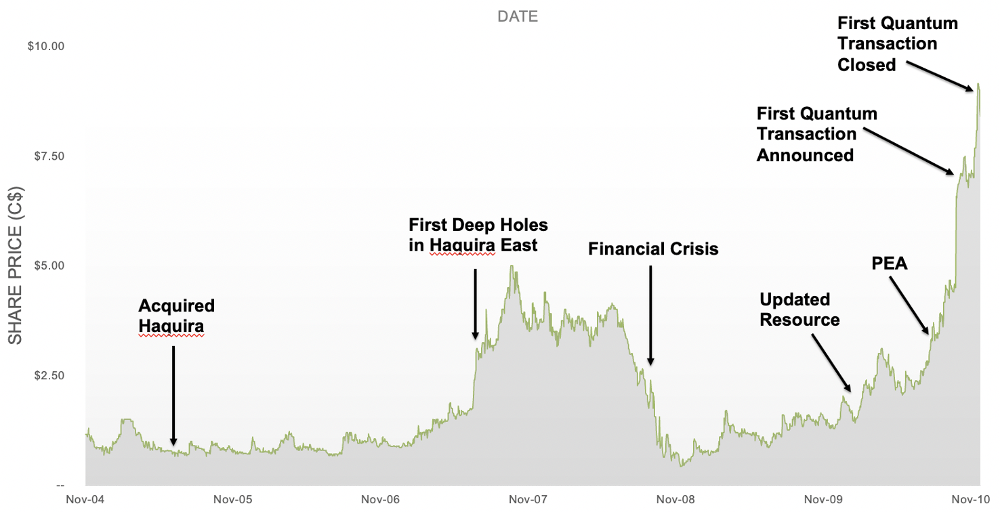 DATE
First Quantum
Transaction
Closed
$10.00
First Quantum
Transaction
Announced
$7.50
SHARE PRICE (C$)
First Deep Holes
in Haquira East
Financial Crisis
$5.00
PEA
Acquired
Haquira
Updated
Resource
$2.50
--
Nov-04
Nov-05
Nov-06
Nov-07
Nov-08
Nov-09
Nov-10